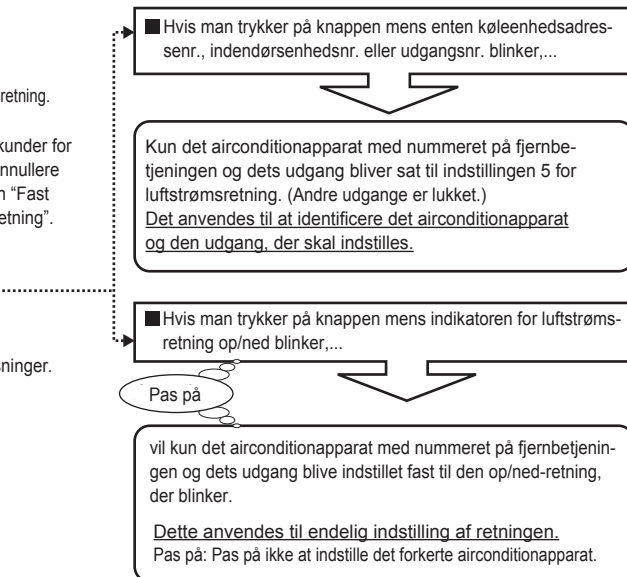 retning.
kunder for
nnullere
"Fast
etning".
sninger.
■ Hvis man trykker på knappen mens enten køleenhedsadres-
senr., indendørsenhedsnr. eller udgangsnr. blinker,...
Kun det airconditionapparat med nummeret på fjernbe-
tjeningen og dets udgang bliver sat til indstillingen 5 for
luftstrømsretning. (Andre udgange er lukket.)
Det anvendes til at identificere det airconditionapparat
og den udgang, der skal indstilles.
■ Hvis man trykker på knappen mens indikatoren for luftstrøms-
retning op/ned blinker,...
Pas på
vil kun det airconditionapparat med nummeret på fjernbetjenin-
gen og dets udgang blive indstillet fast til den op/ned-retning,
der blinker.
Dette anvendes til endelig indstilling af retningen.
Pas på: Pas på ikke at indstille det forkerte airconditionapparat.